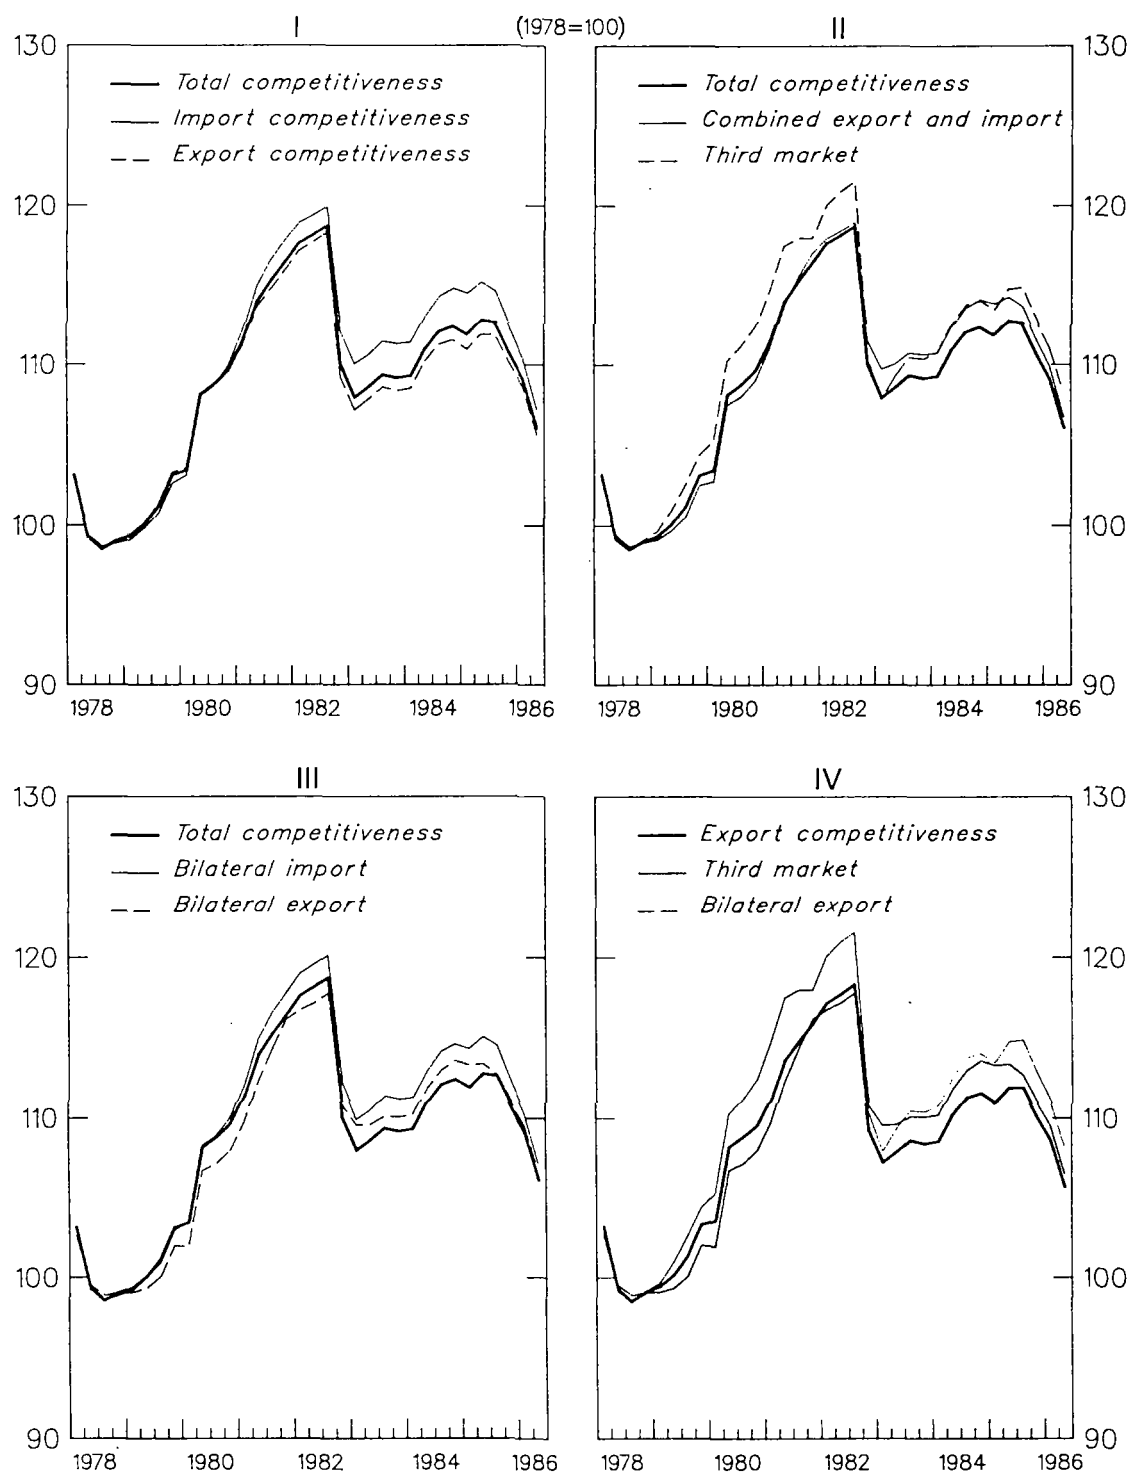 I (1978=100) II
130 130
Total competitiveness Total competitiveness
Import competitiveness Combined export and import
Export competitiveness Third market
120 120
110 110
100 100
90 90
1978 1980 1982 1984 1986 1978 1980 1982 1984 1986
III IV
130 130
Total competitiveness Export competitiveness
Bilateral import Third market
Bilateral export Bilateral export
120 120
110 110
100 100
90 90
1978 1980 1982 1984 1986 1978 1980 1982 1984 1986